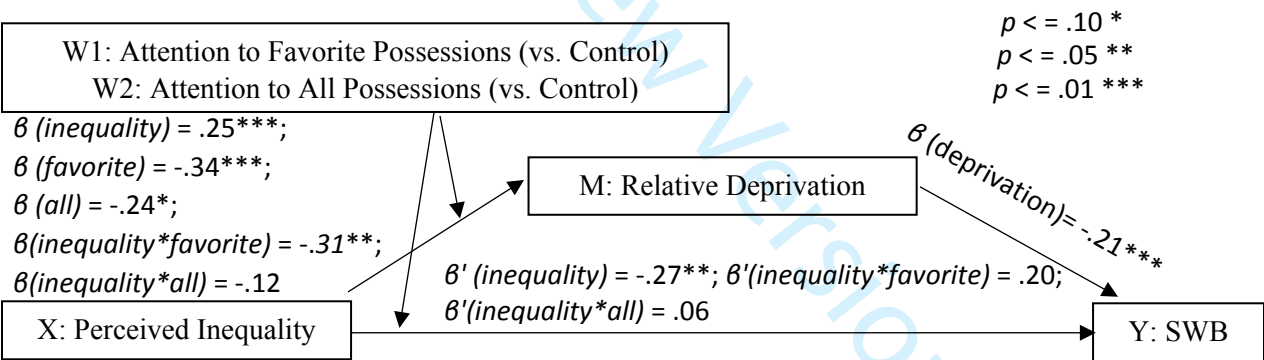 p < = .10 *
p < = .05 **
p < = .01 ***
W1: Attention to Favorite Possessions (vs. Control)
W2: Attention to All Possessions (vs. Control)
β (inequality) = .25***;
β (favorite) = -.34***;
β (all) = -.24*;
β(inequality*favorite) = -.31**;
β(inequality*all) = -.12
M: Relative Deprivation
β (deprivation)= -.21***
β' (inequality) = -.27**; β'(inequality*favorite) = .20;
β'(inequality*all) = .06
X: Perceived Inequality
Y: SWB